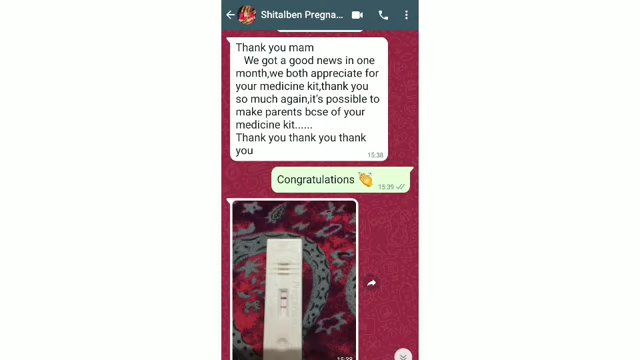 Shitalben Pregna...
Thank you mam
We got a good news in one
month,we both appreciate for
your medicine kit,thank you
so much again,it's possible to
make parents bcse of your
medicine kit......
Thank you thank you thank
you
15:38
Congratulations 👏
15:39